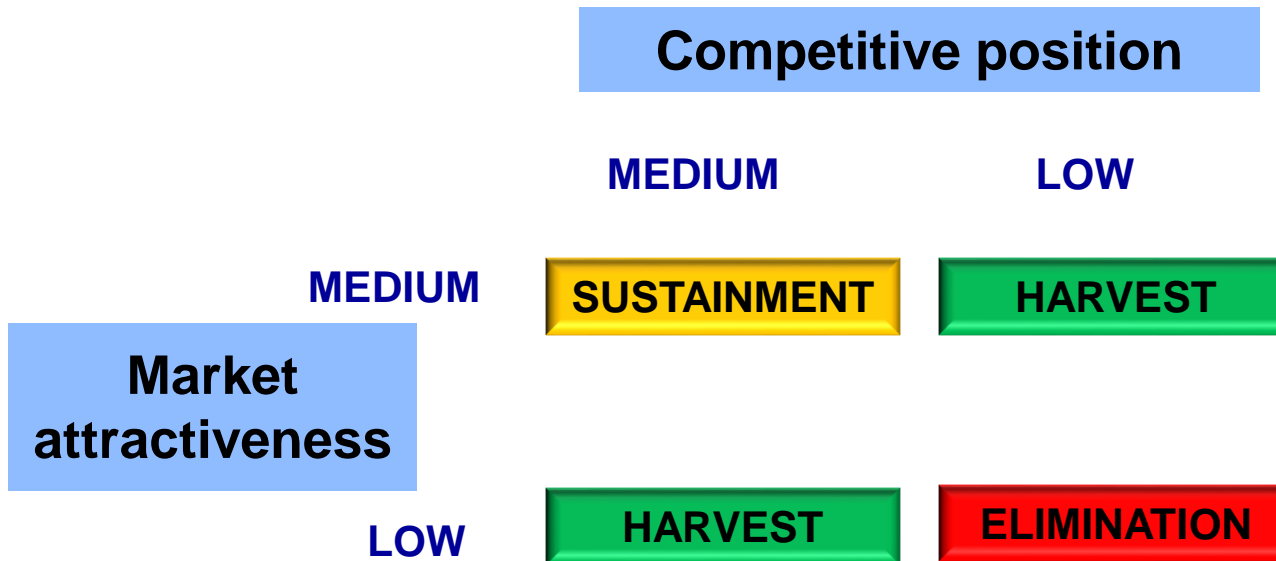 Competitive position
MEDIUM LOW
MEDIUM SUSTAINMENT HARVEST
Market
attractiveness
LOW HARVEST ELIMINATION